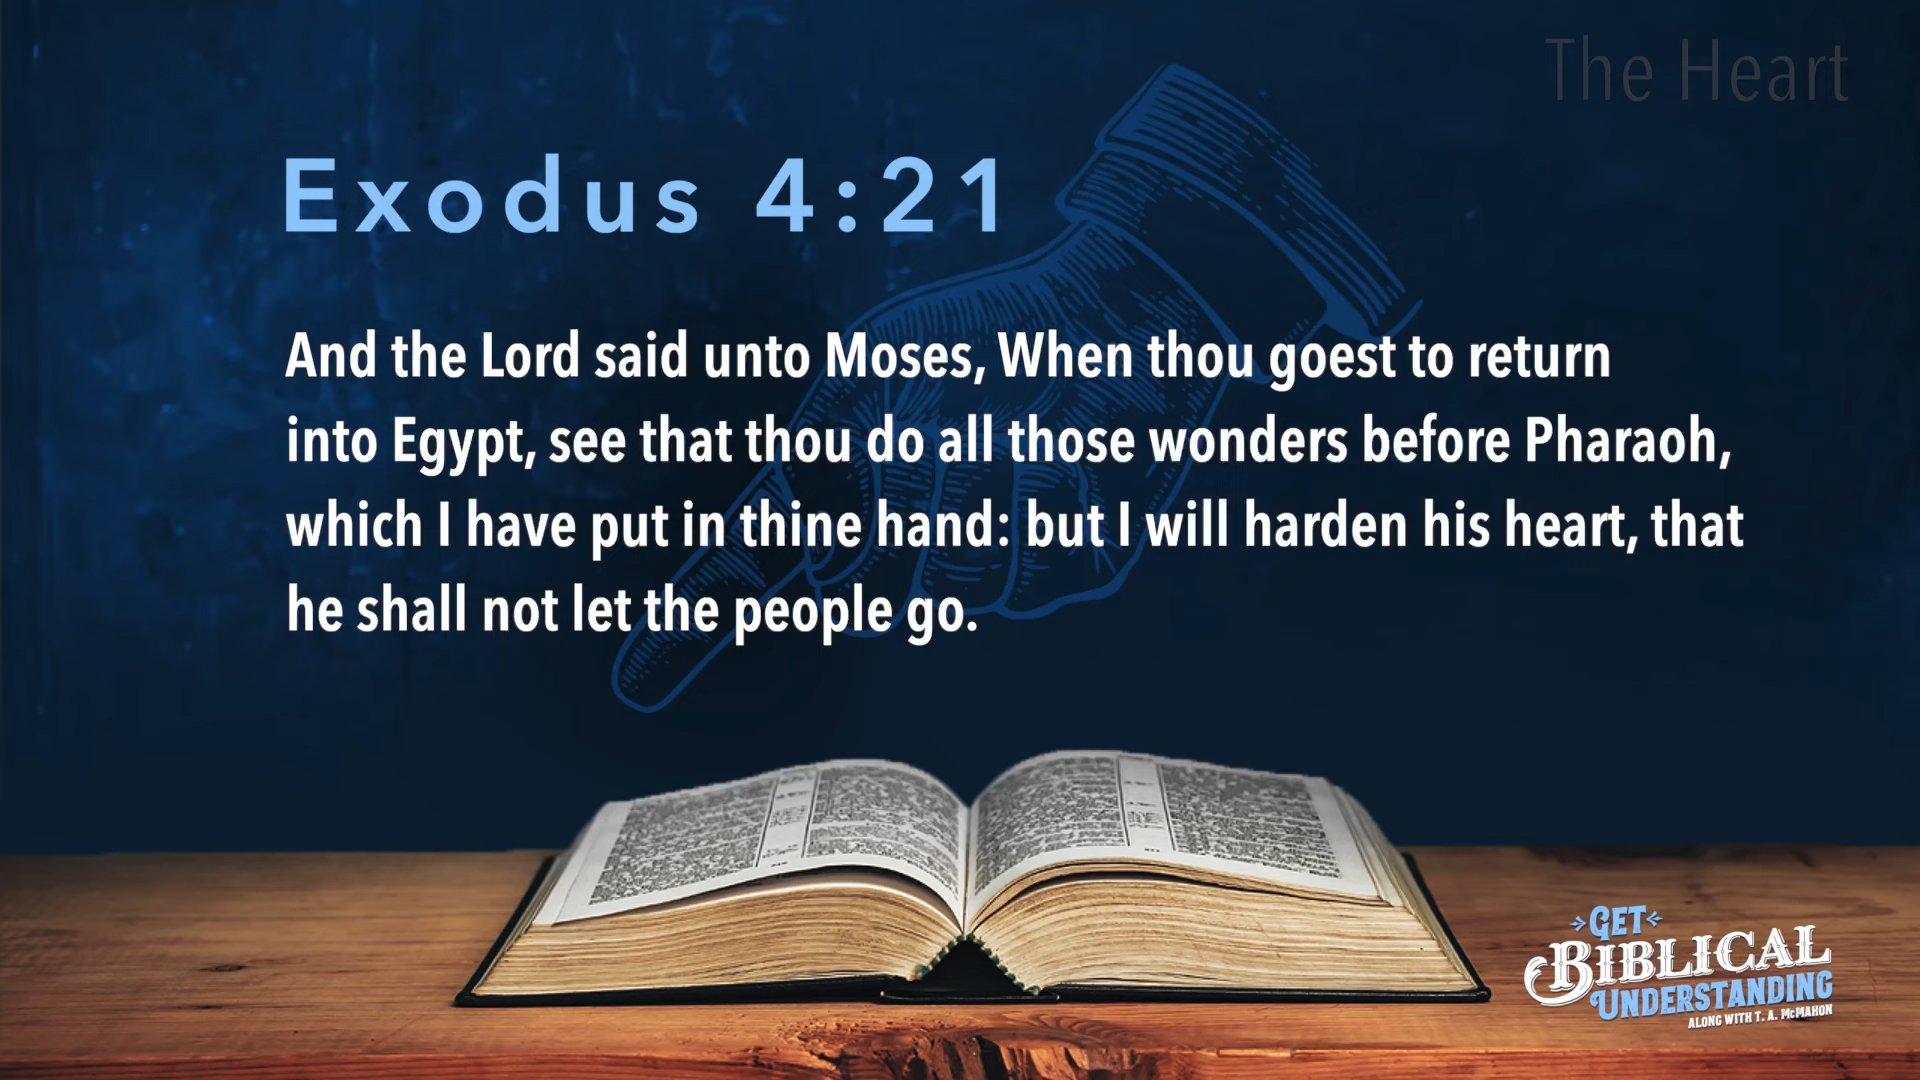 The Heart
Exodus 4:21
And the Lord said unto Moses, When thou goest to return
into Egypt, see that thou do all those wonders before Pharaoh,
which I have put in thine hand: but I will harden his heart, that
he shall not let the people go.
GET
BIBLICAL
UNDERSTANDING
ALONG WITH T. A. McMAHON